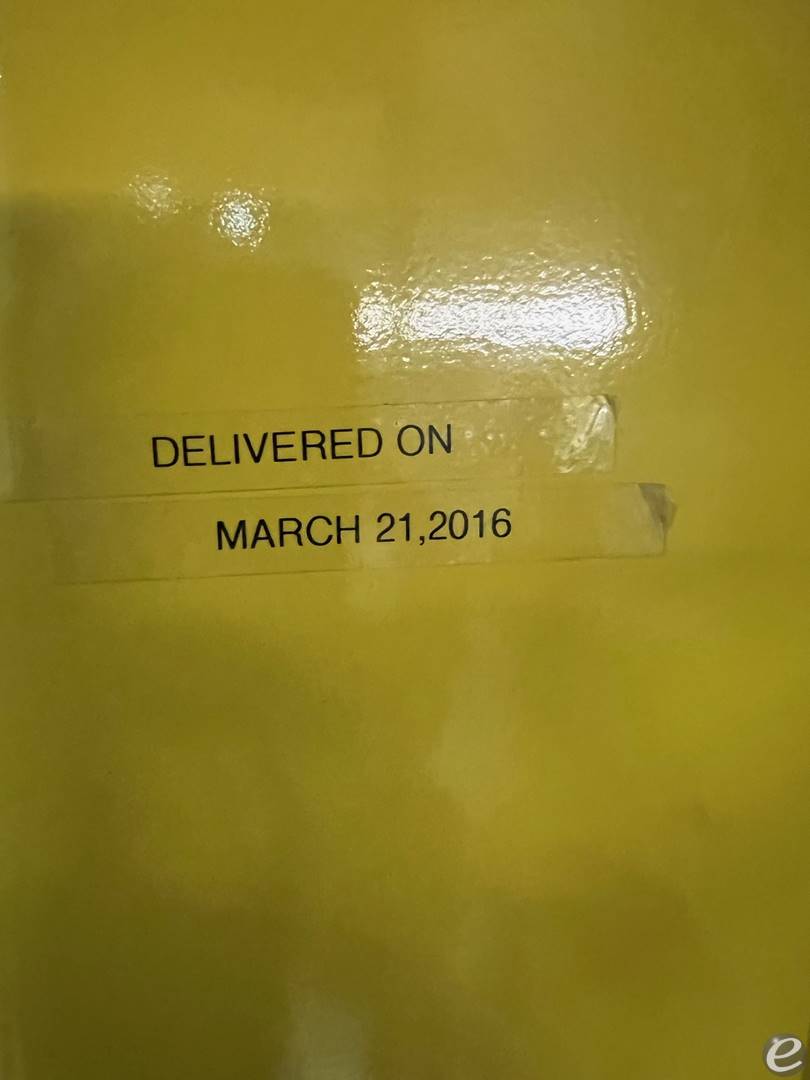 DELIVERED ON
MARCH 21,2016
e